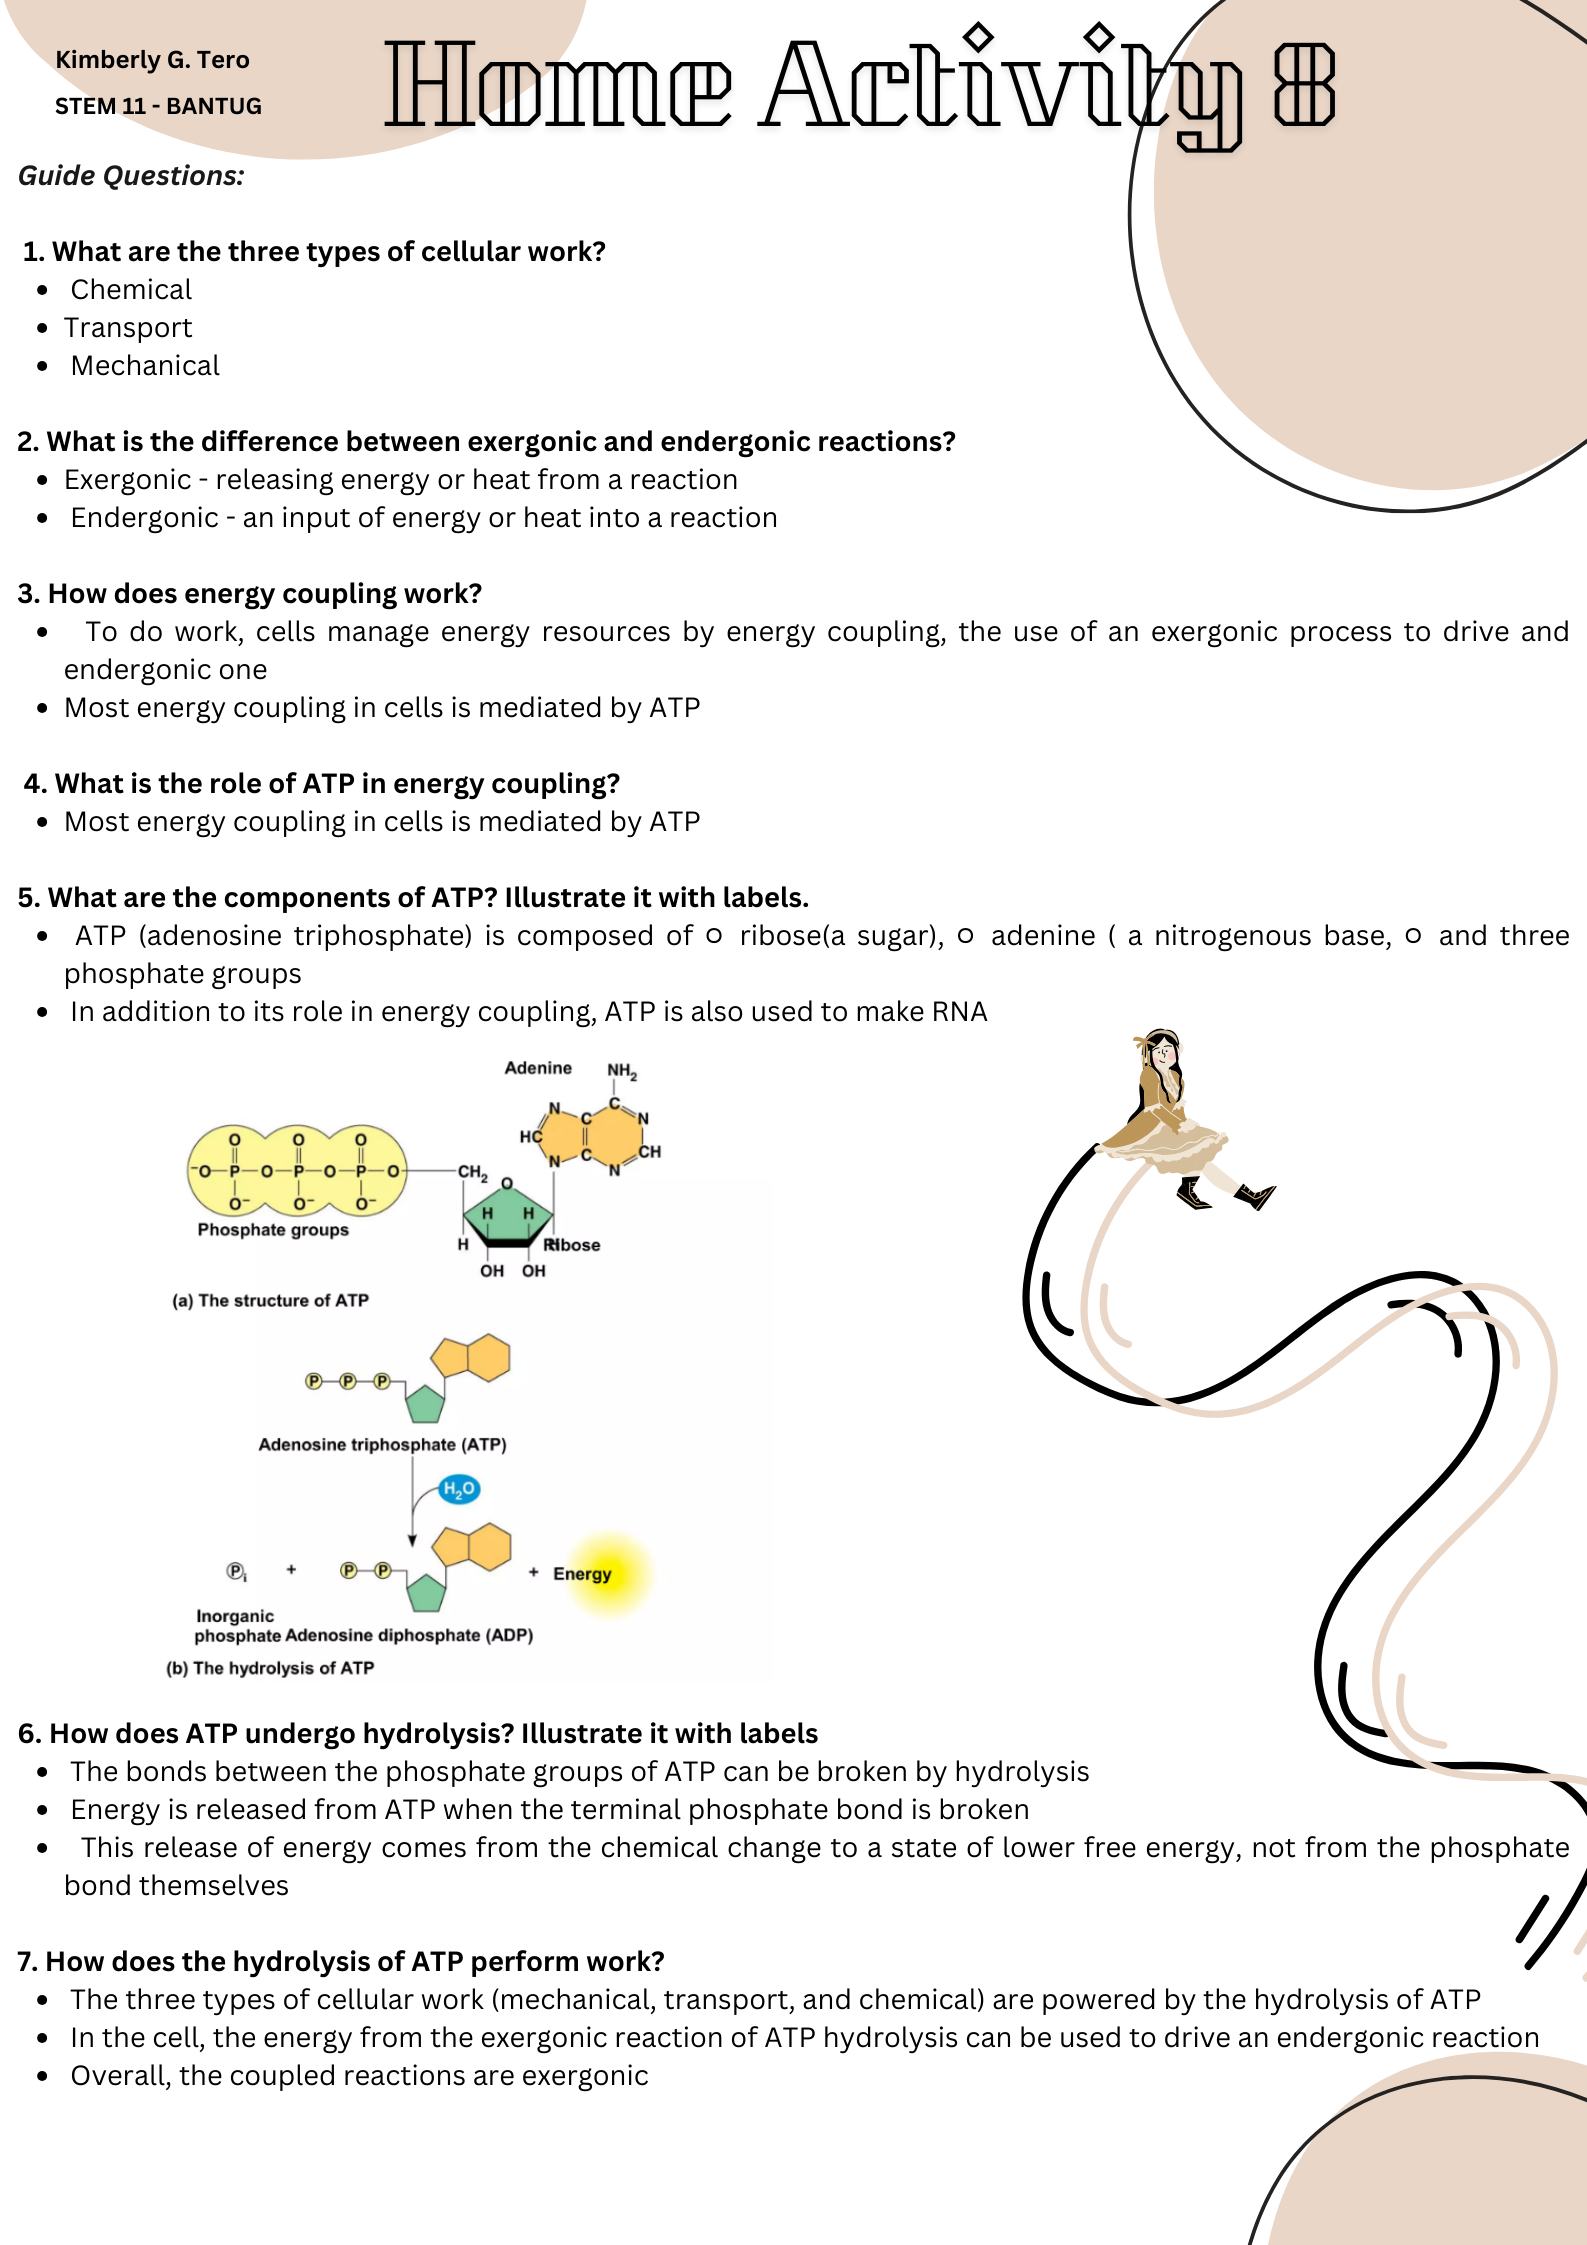 Kimberly G. Tero
STEM 11 - BANTUG
Home Activity 8
Guide Questions:
1. What are the three types of cellular work?
• Chemical
• Transport
• Mechanical
2. What is the difference between exergonic and endergonic reactions?
• Exergonic - releasing energy or heat from a reaction
• Endergonic - an input of energy or heat into a reaction
3. How does energy coupling work?
• To do work, cells manage energy resources by energy coupling, the use of an exergonic process to drive and
endergonic one
• Most energy coupling in cells is mediated by ATP
4. What is the role of ATP in energy coupling?
• Most energy coupling in cells is mediated by ATP
5. What are the components of ATP? Illustrate it with labels.
• ATP (adenosine triphosphate) is composed of ○ ribose(a sugar), ○ adenine ( a nitrogenous base, ○ and three
phosphate groups
• In addition to its role in energy coupling, ATP is also used to make RNA
Adenine NH2
N C N
HC C CH
N C N
O O O
-O P O P O P O CH2 O
O- O- O-
Phosphate groups
H H
H H Ribose
OH OH
(a) The structure of ATP
P P P
Adenosine triphosphate (ATP)
H2O
Pi + P P + Energy
Inorganic
phosphate Adenosine diphosphate (ADP)
(b) The hydrolysis of ATP
6. How does ATP undergo hydrolysis? Illustrate it with labels
• The bonds between the phosphate groups of ATP can be broken by hydrolysis
• Energy is released from ATP when the terminal phosphate bond is broken
• This release of energy comes from the chemical change to a state of lower free energy, not from the phosphate
bond themselves
7. How does the hydrolysis of ATP perform work?
• The three types of cellular work (mechanical, transport, and chemical) are powered by the hydrolysis of ATP
• In the cell, the energy from the exergonic reaction of ATP hydrolysis can be used to drive an endergonic reaction
• Overall, the coupled reactions are exergonic